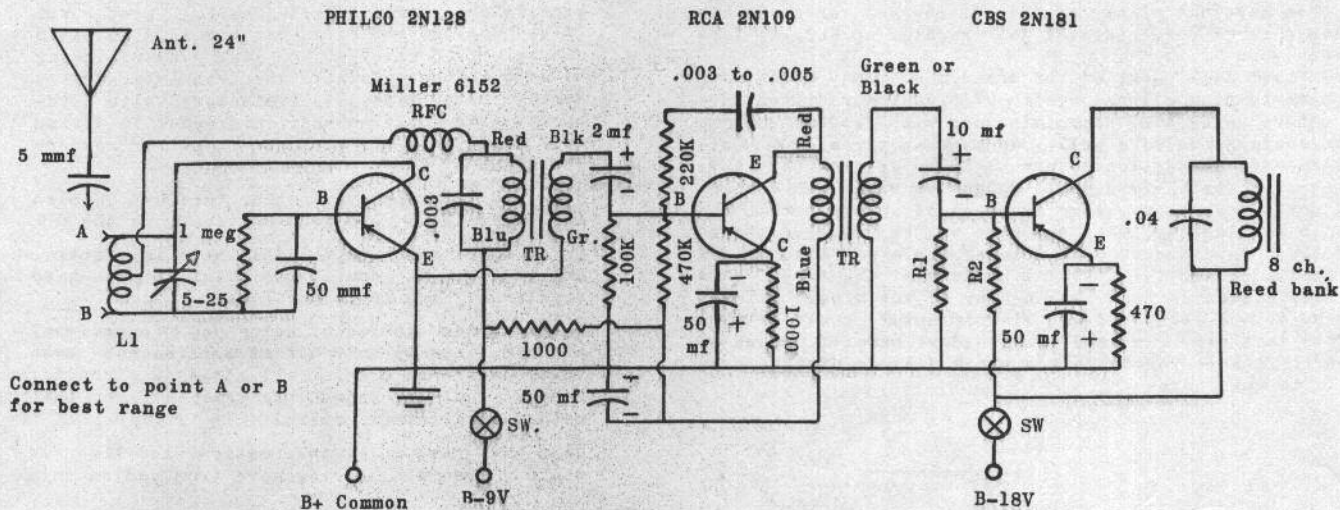 PHILCO 2N128
RCA 2N109
CBS 2N181
Ant. 24"
Miller 6152
RFC
.003 to .005
Green or
Black
Red
Blk
2 mf
+
-
Red
10 mf
+
-
5 mmf
C
B
E
220K
E
B
C
C
B
E
A
1 meg
.003
Blu
TR
Gr.
100K
470K
Blue
TR
R1
R2
.04
8 ch.
Reed bank
B
5-25
50 mmf
L1
-
50
mf
+
1000
-
50 mf
+
470
1000
Connect to point A or B
for best range
50 mf
+
-
SW.
SW
B+ Common
B-9V
B-18V